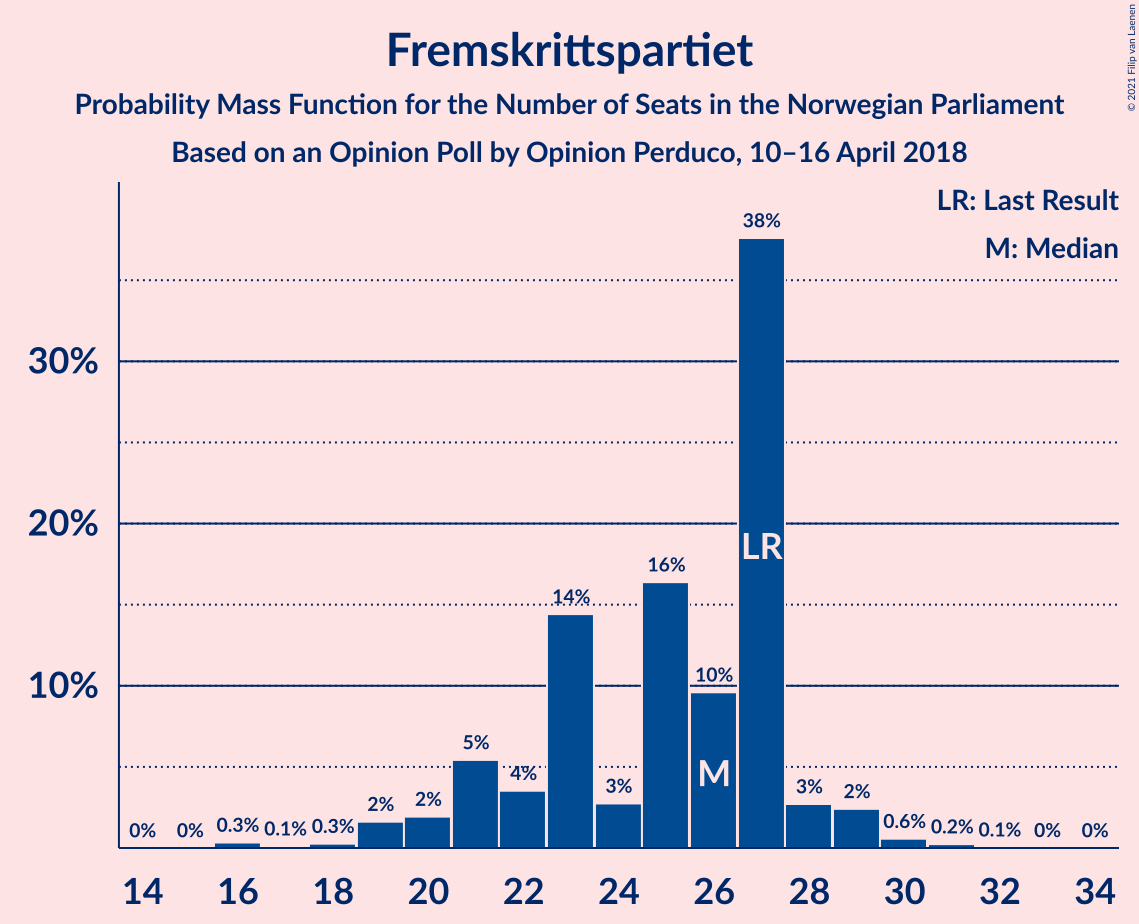 © 2021 Filip van Laenen
Fremskrittspartiet
Probability Mass Function for the Number of Seats in the Norwegian Parliament
Based on an Opinion Poll by Opinion Perduco, 10–16 April 2018
LR: Last Result
M: Median
38%
30%
20%
LR
16%
14%
10%
10%
5%
4%
M
3%
3%
2%
2%
2%
0% 0% 0.3% 0.1% 0.3% 0.6% 0.2% 0.1% 0% 0%
14 16 18 20 22 24 26 28 30 32 34